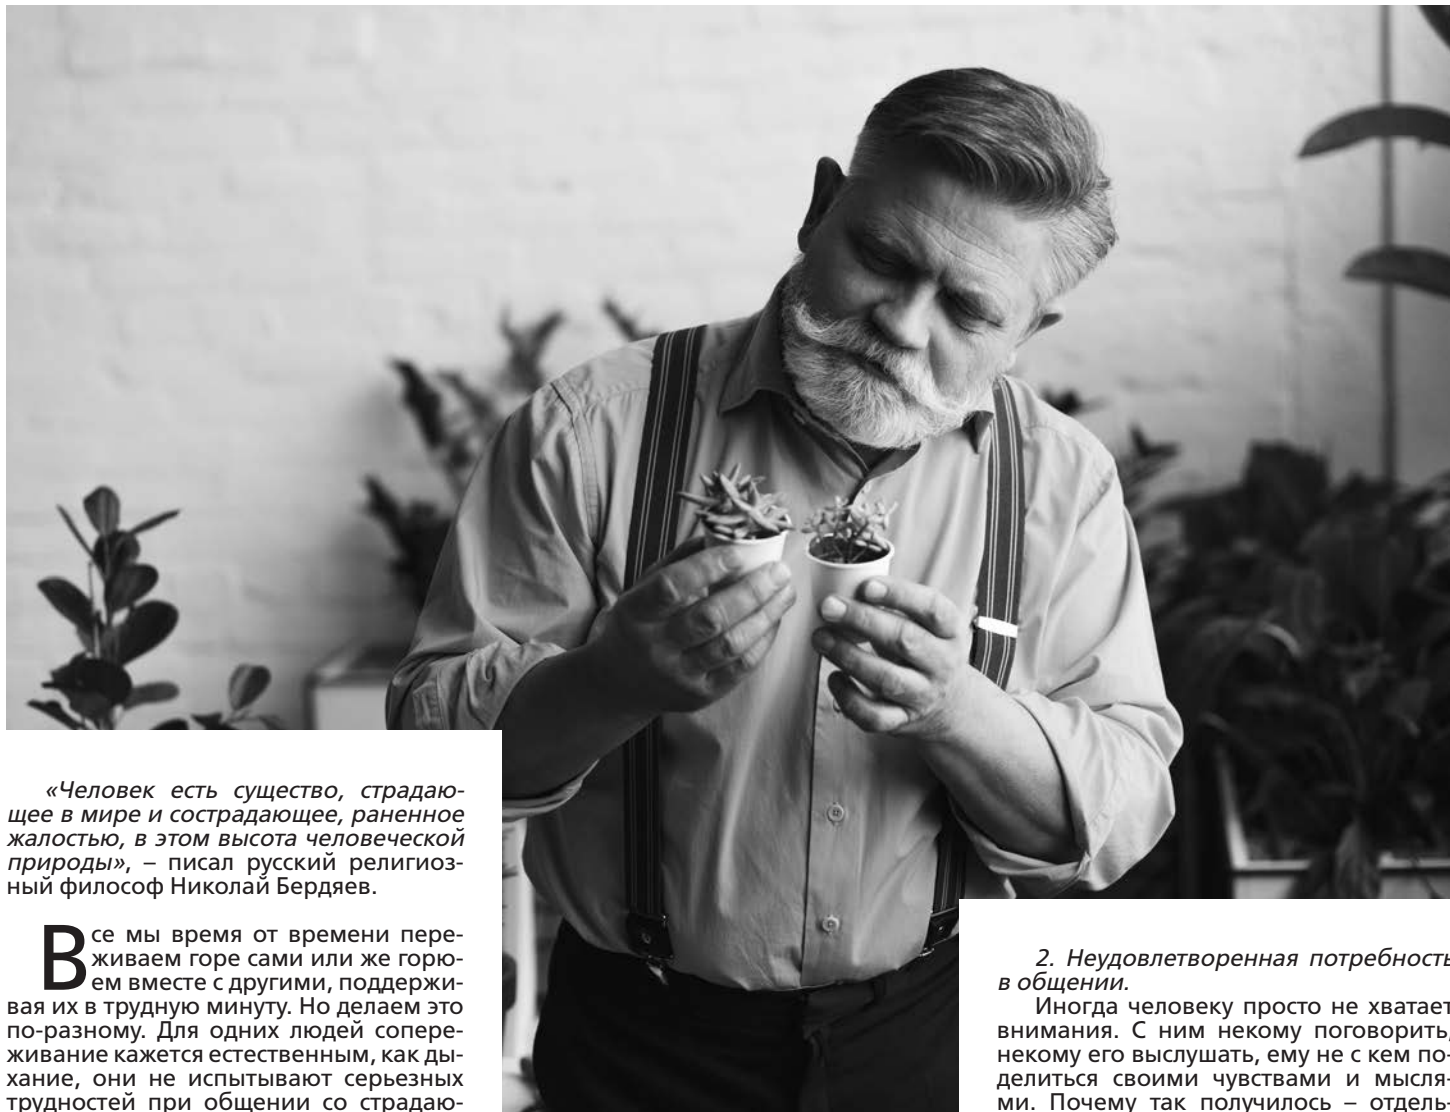 «Человек есть существо, страдаю-
щее в мире и сострадающее, раненное
жалостью, в этом высота человеческой
природы», – писал русский религиоз-
ный философ Николай Бердяев.
Все мы время от времени пере-
живаем горе сами или же горю-
ем вместе с другими, поддержи-
вая их в трудную минуту. Но делаем это
по-разному. Для одних людей сопере-
живание кажется естественным, как ды-
хание, они не испытывают серьезных
трудностей при общении со страдаю-
2. Неудовлетворенная потребность
в общении.
Иногда человеку просто не хватает
внимания. С ним некому поговорить,
некому его выслушать, ему не с кем по-
делиться своими чувствами и мысля-
ми. Почему так получилось – отдель-